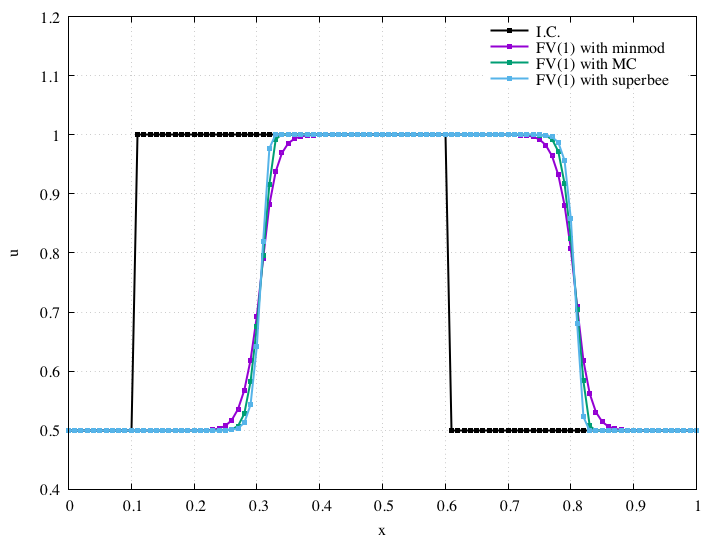 1.2
1.1
1
0.9
0.8
0.7
0.6
0.5
0.4
u
I.C.
FV(1) with minmod
FV(1) with MC
FV(1) with superbee
0 0.1 0.2 0.3 0.4 0.5 0.6 0.7 0.8 0.9 1
x